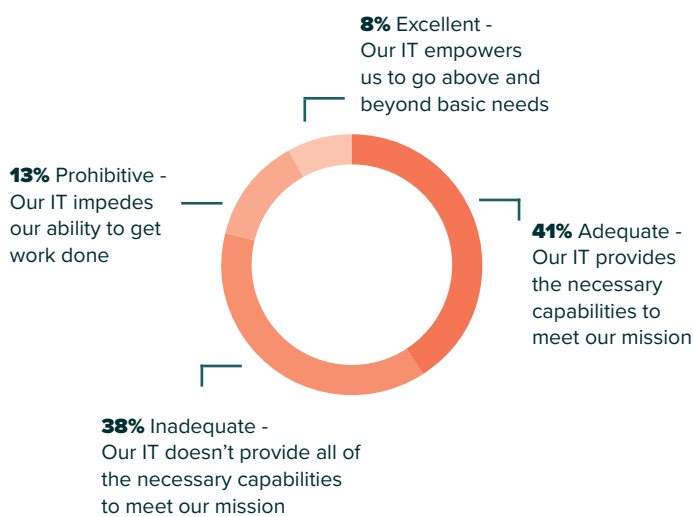 8% Excellent -
Our IT empowers
us to go above and
beyond basic needs
13% Prohibitive -
Our IT impedes
our ability to get
work done
41% Adequate -
Our IT provides
the necessary
capabilities to
meet our mission
38% Inadequate -
Our IT doesn’t provide all of
the necessary capabilities
to meet our mission